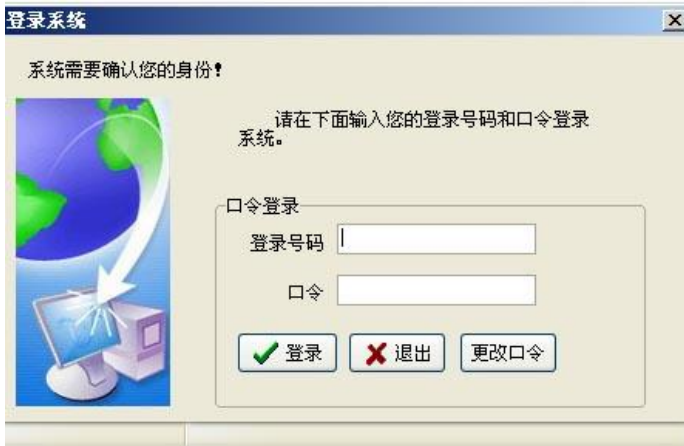 登录系统
系统需要确认您的身份!
请在下面输入您的登录号码和口令登录
系统。
口令登录
登录号码
口令
登录 退出 更改口令